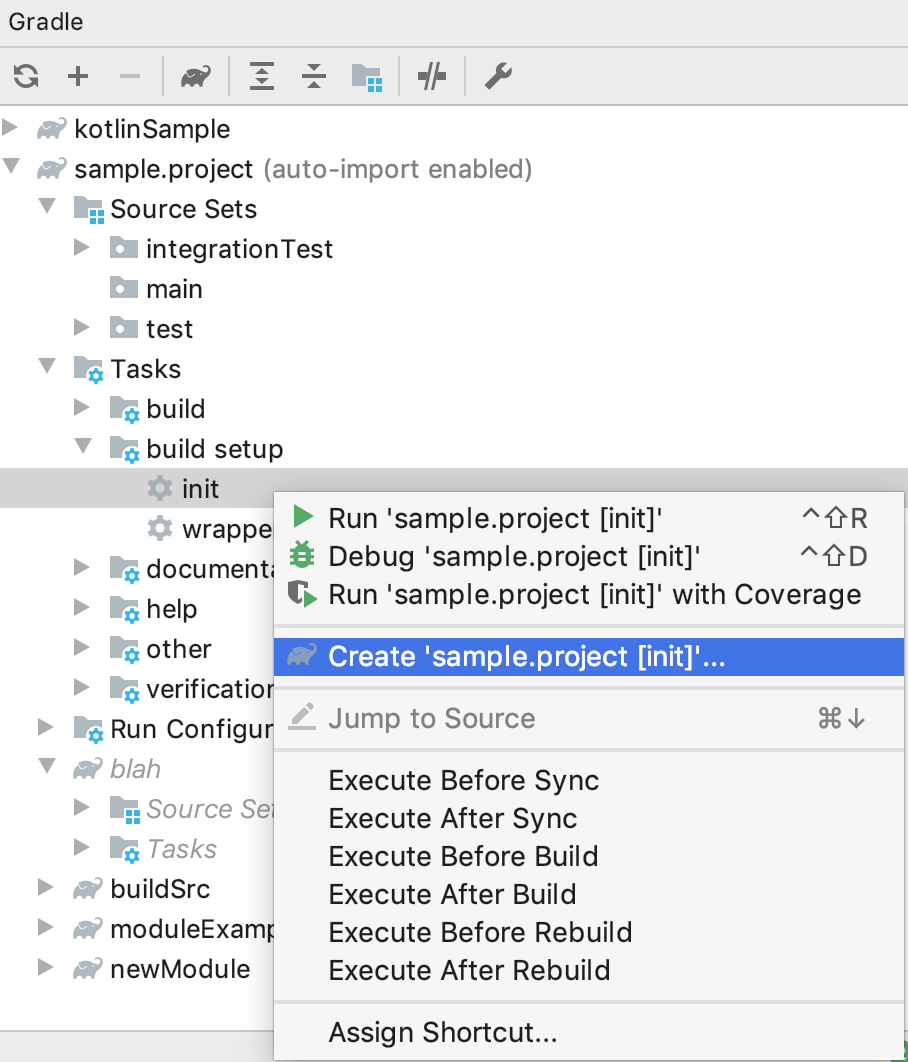 Gradle
kotlinSample
sample.project (auto-import enabled)
Source Sets
integrationTest
main
test
Tasks
build
build setup
init
wrappe
documenta
help
other
verification
Run Configur
blah
Source Set
Tasks
buildSrc
moduleExamp
newModule
Run 'sample.project [init]' ⌃⇧R
Debug 'sample.project [init]' ⌃⇧D
Run 'sample.project [init]' with Coverage
Create 'sample.project [init]'...
Jump to Source ⌘↓
Execute Before Sync
Execute After Sync
Execute Before Build
Execute After Build
Execute Before Rebuild
Execute After Rebuild
Assign Shortcut...